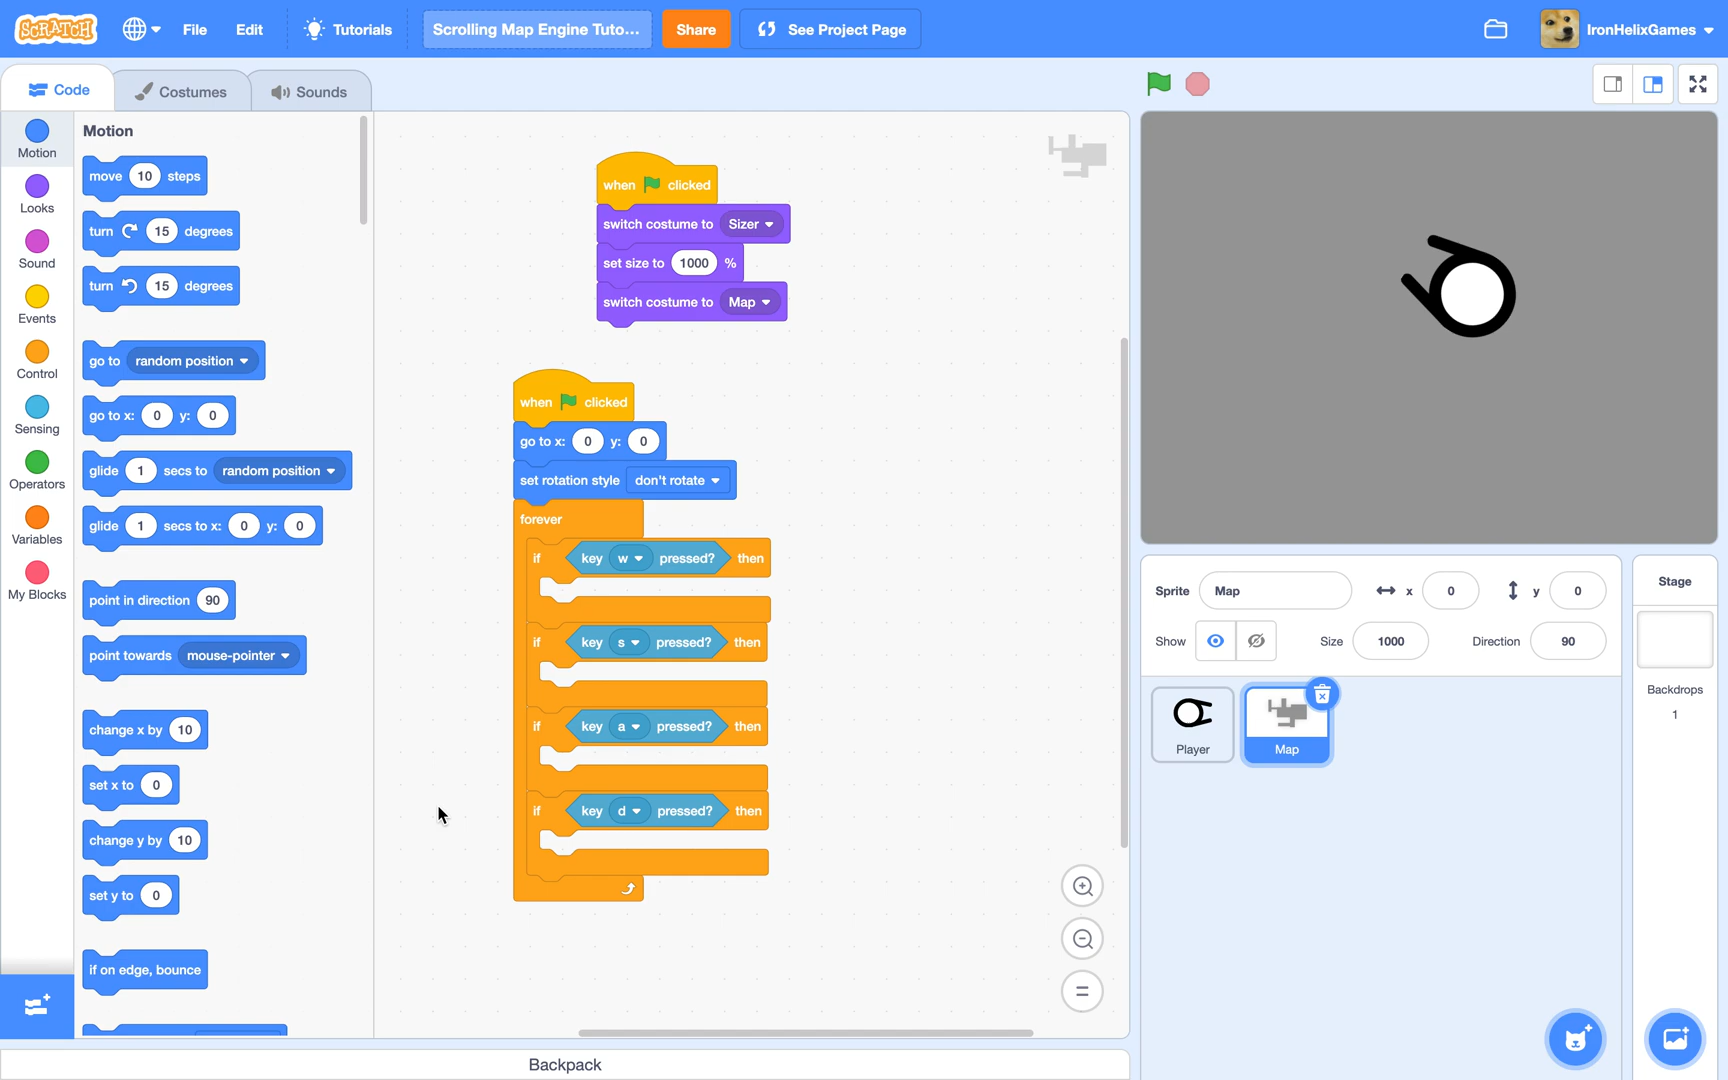 SCRATCH
File
Edit
Tutorials
Scrolling Map Engine Tuto...
Share
See Project Page
IronHelixGames
Code
Costumes
Sounds
Motion
Looks
Sound
Events
Control
Sensing
Operators
Variables
My Blocks
Motion
move 10 steps
turn 15 degrees
turn 15 degrees
go to random position
go to x: 0 y: 0
glide 1 secs to random position
glide 1 secs to x: 0 y: 0
point in direction 90
point towards mouse-pointer
change x by 10
set x to 0
change y by 10
set y to 0
if on edge, bounce
when clicked
switch costume to Sizer
set size to 1000 %
switch costume to Map
when clicked
go to x: 0 y: 0
set rotation style don't rotate
forever
if key w pressed? then
if key s pressed? then
if key a pressed? then
if key d pressed? then
Backpack
Sprite Map x 0 y 0
Show Size 1000 Direction 90
Player
Map
Stage
Backdrops
1